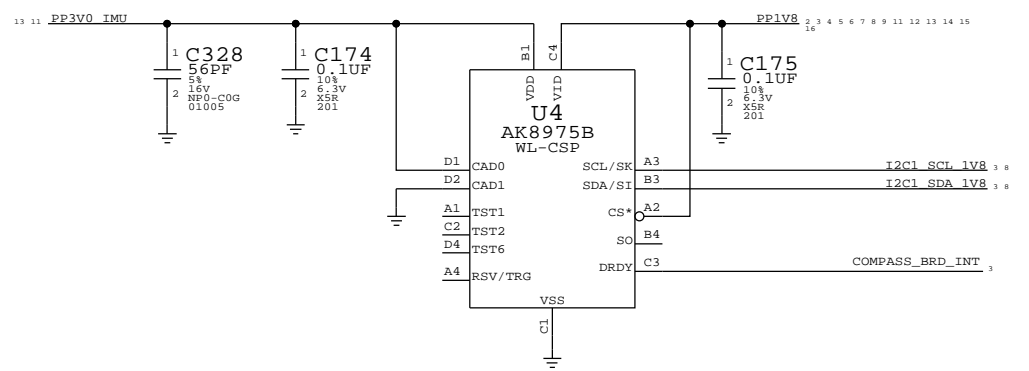 13 11 PP3V0_IMU
PP1V8 2 3 4 5 6 7 8 9 11 12 13 14 15
16
1 C328
56PF
5%
16V
2 NP0-C0G
01005
1 C174
0.1UF
10%
6.3V
2 X5R
201
B1
C4
1 C175
0.1UF
10%
6.3V
2 X5R
201
VDD
VID
U4
AK8975B
WL-CSP
D1 CAD0
SCL/SK A3 I2C1_SCL_1V8 3 8
D2 CAD1
SDA/SI B3 I2C1_SDA_1V8 3 8
A1 TST1
CS* A2
C2 TST2
SO B4
D4 TST6
DRDY C3 COMPASS_BRD_INT 3
A4 RSV/TRG
VSS
C1